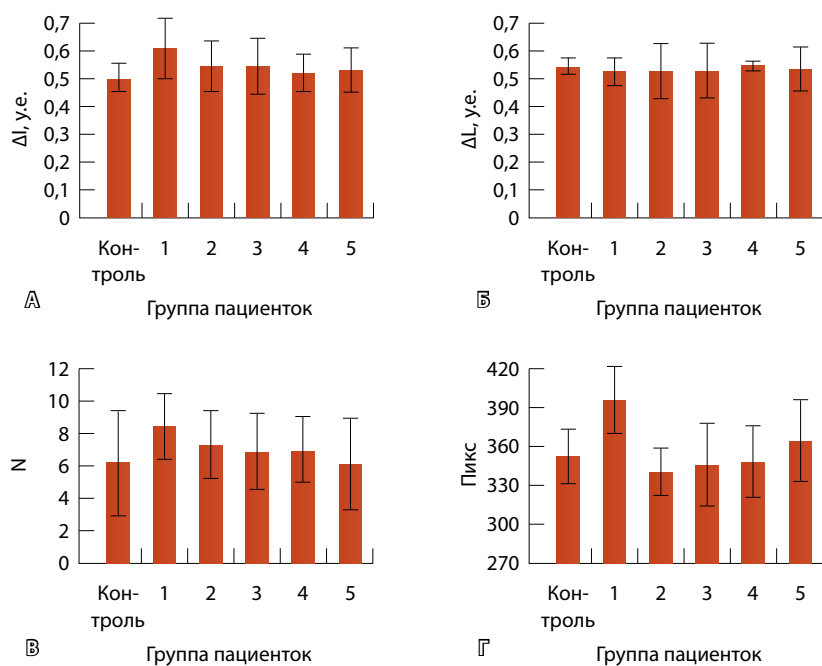 ΔI, у.е.
0,7
0,6
0,5
0,4
0,3
0,2
0,1
0
Кон-
троль
1 2 3 4 5
А
Группа пациенток
ΔL, у.е.
0,7
0,6
0,5
0,4
0,3
0,2
0,1
0
Кон-
троль
1 2 3 4 5
Б
Группа пациенток
N
12
10
8
6
4
2
0
Кон-
троль
1 2 3 4 5
В
Группа пациенток
Пикс
420
390
360
330
300
270
Кон-
троль
1 2 3 4 5
Г
Группа пациенток